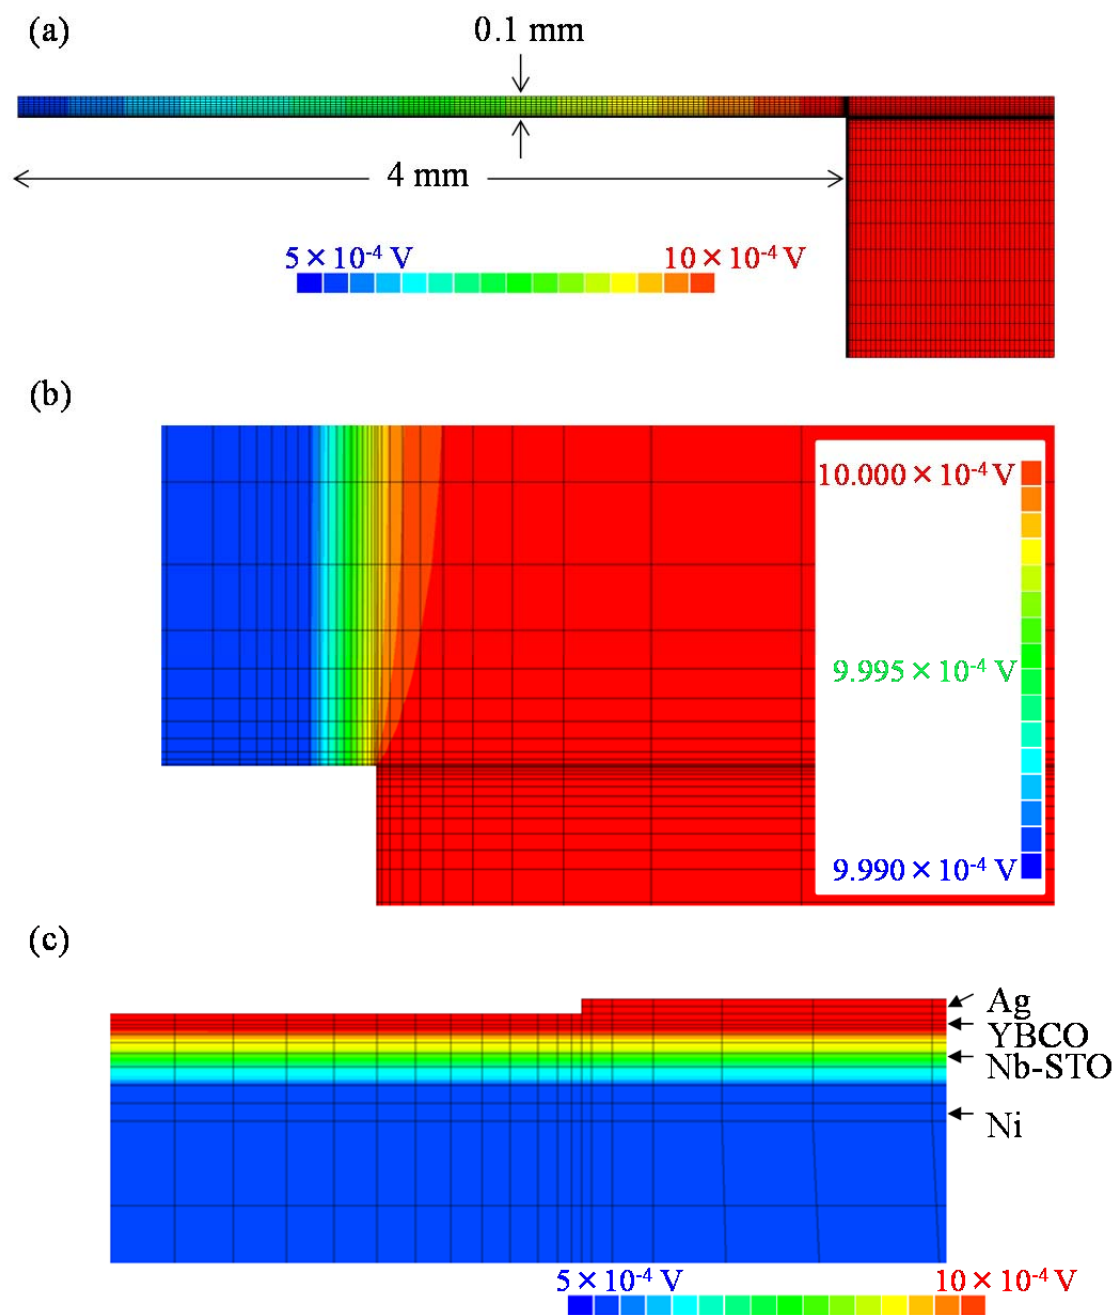 (a)
0.1 mm
4 mm
5×10⁻⁴ V 10×10⁻⁴ V
(b)
10.000×10⁻⁴ V
9.995×10⁻⁴ V
9.990×10⁻⁴ V
(c)
Ag
YBCO
Nb-STO
Ni
5×10⁻⁴ V 10×10⁻⁴ V